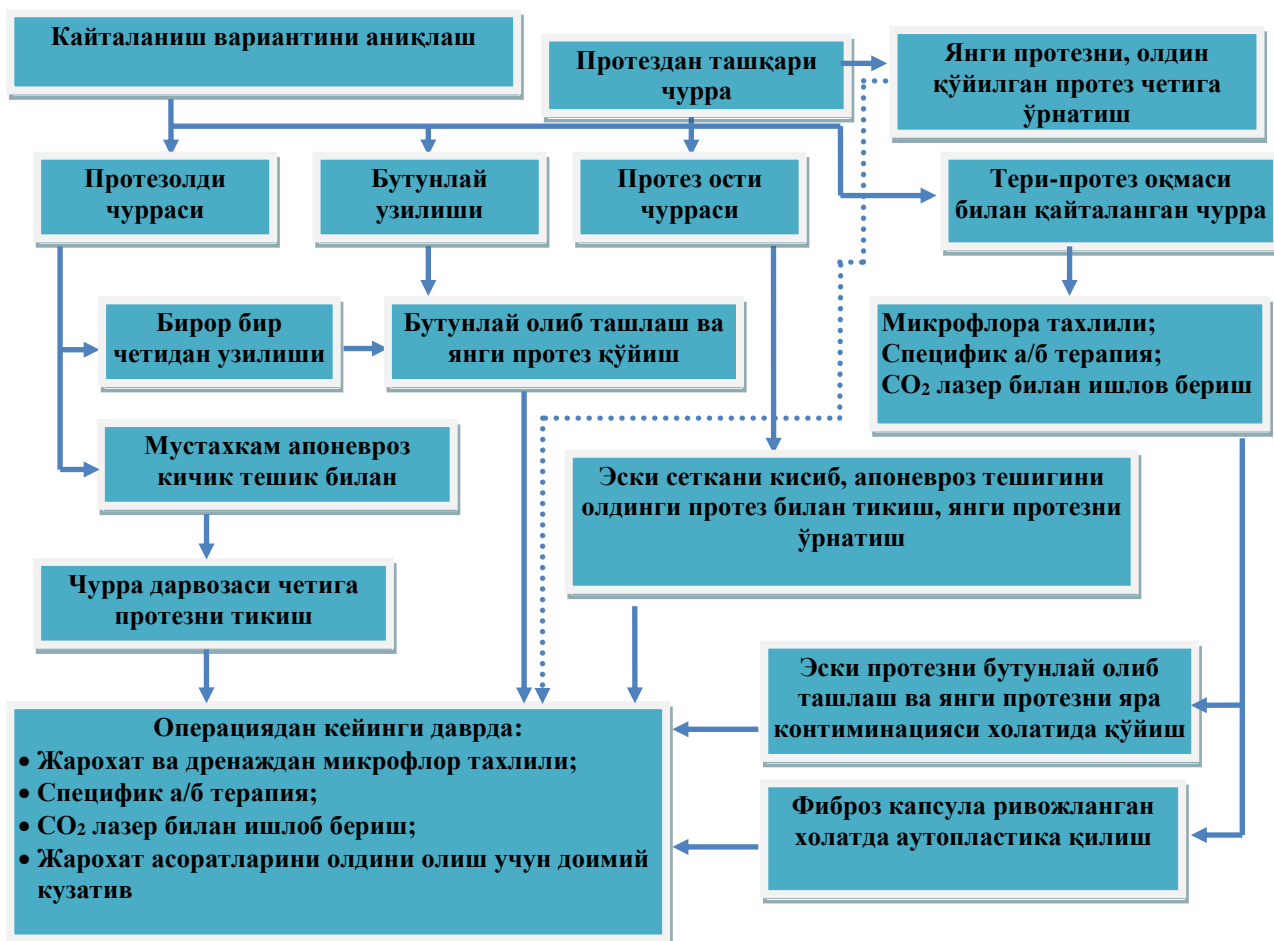 Кайталаниш вариантини аниқлаш
Протездан ташқари
чурра
Янги протезни, олдин
қўйилган протез четига
ўрнатиш
Протезолди
чурраси
Бутунлай
узилиши
Протез ости
чурраси
Тери-протез оқмаси
билан қайталанган чурра
Бирор бир
четидан узилиши
Бутунлай олиб ташлаш ва
янги протез қўйиш
Микрофлора тахлили;
Специфик а/б терапия;
СО₂ лазер билан ишлов бериш
Мустахкам апоневроз
кичик тешик билан
Эски сеткани кисиб, апоневроз тешигини
олдинги протез билан тикиш, янги протезни
ўрнатиш
Чурра дарвозаси четига
протезни тикиш
Эски протезни бутунлай олиб
ташлаш ва янги протезни яра
контиминацияси холатида қўйиш
Операциядан кейинги даврда:
• Жарохат ва дренаждан микрофлор тахлили;
• Специфик а/б терапия;
• СО₂ лазер билан ишлоб бериш;
• Жарохат асоратларини олдини олиш учун доимий
кузатив
Фиброз капсула ривожланган
холатда аутопластика қилиш